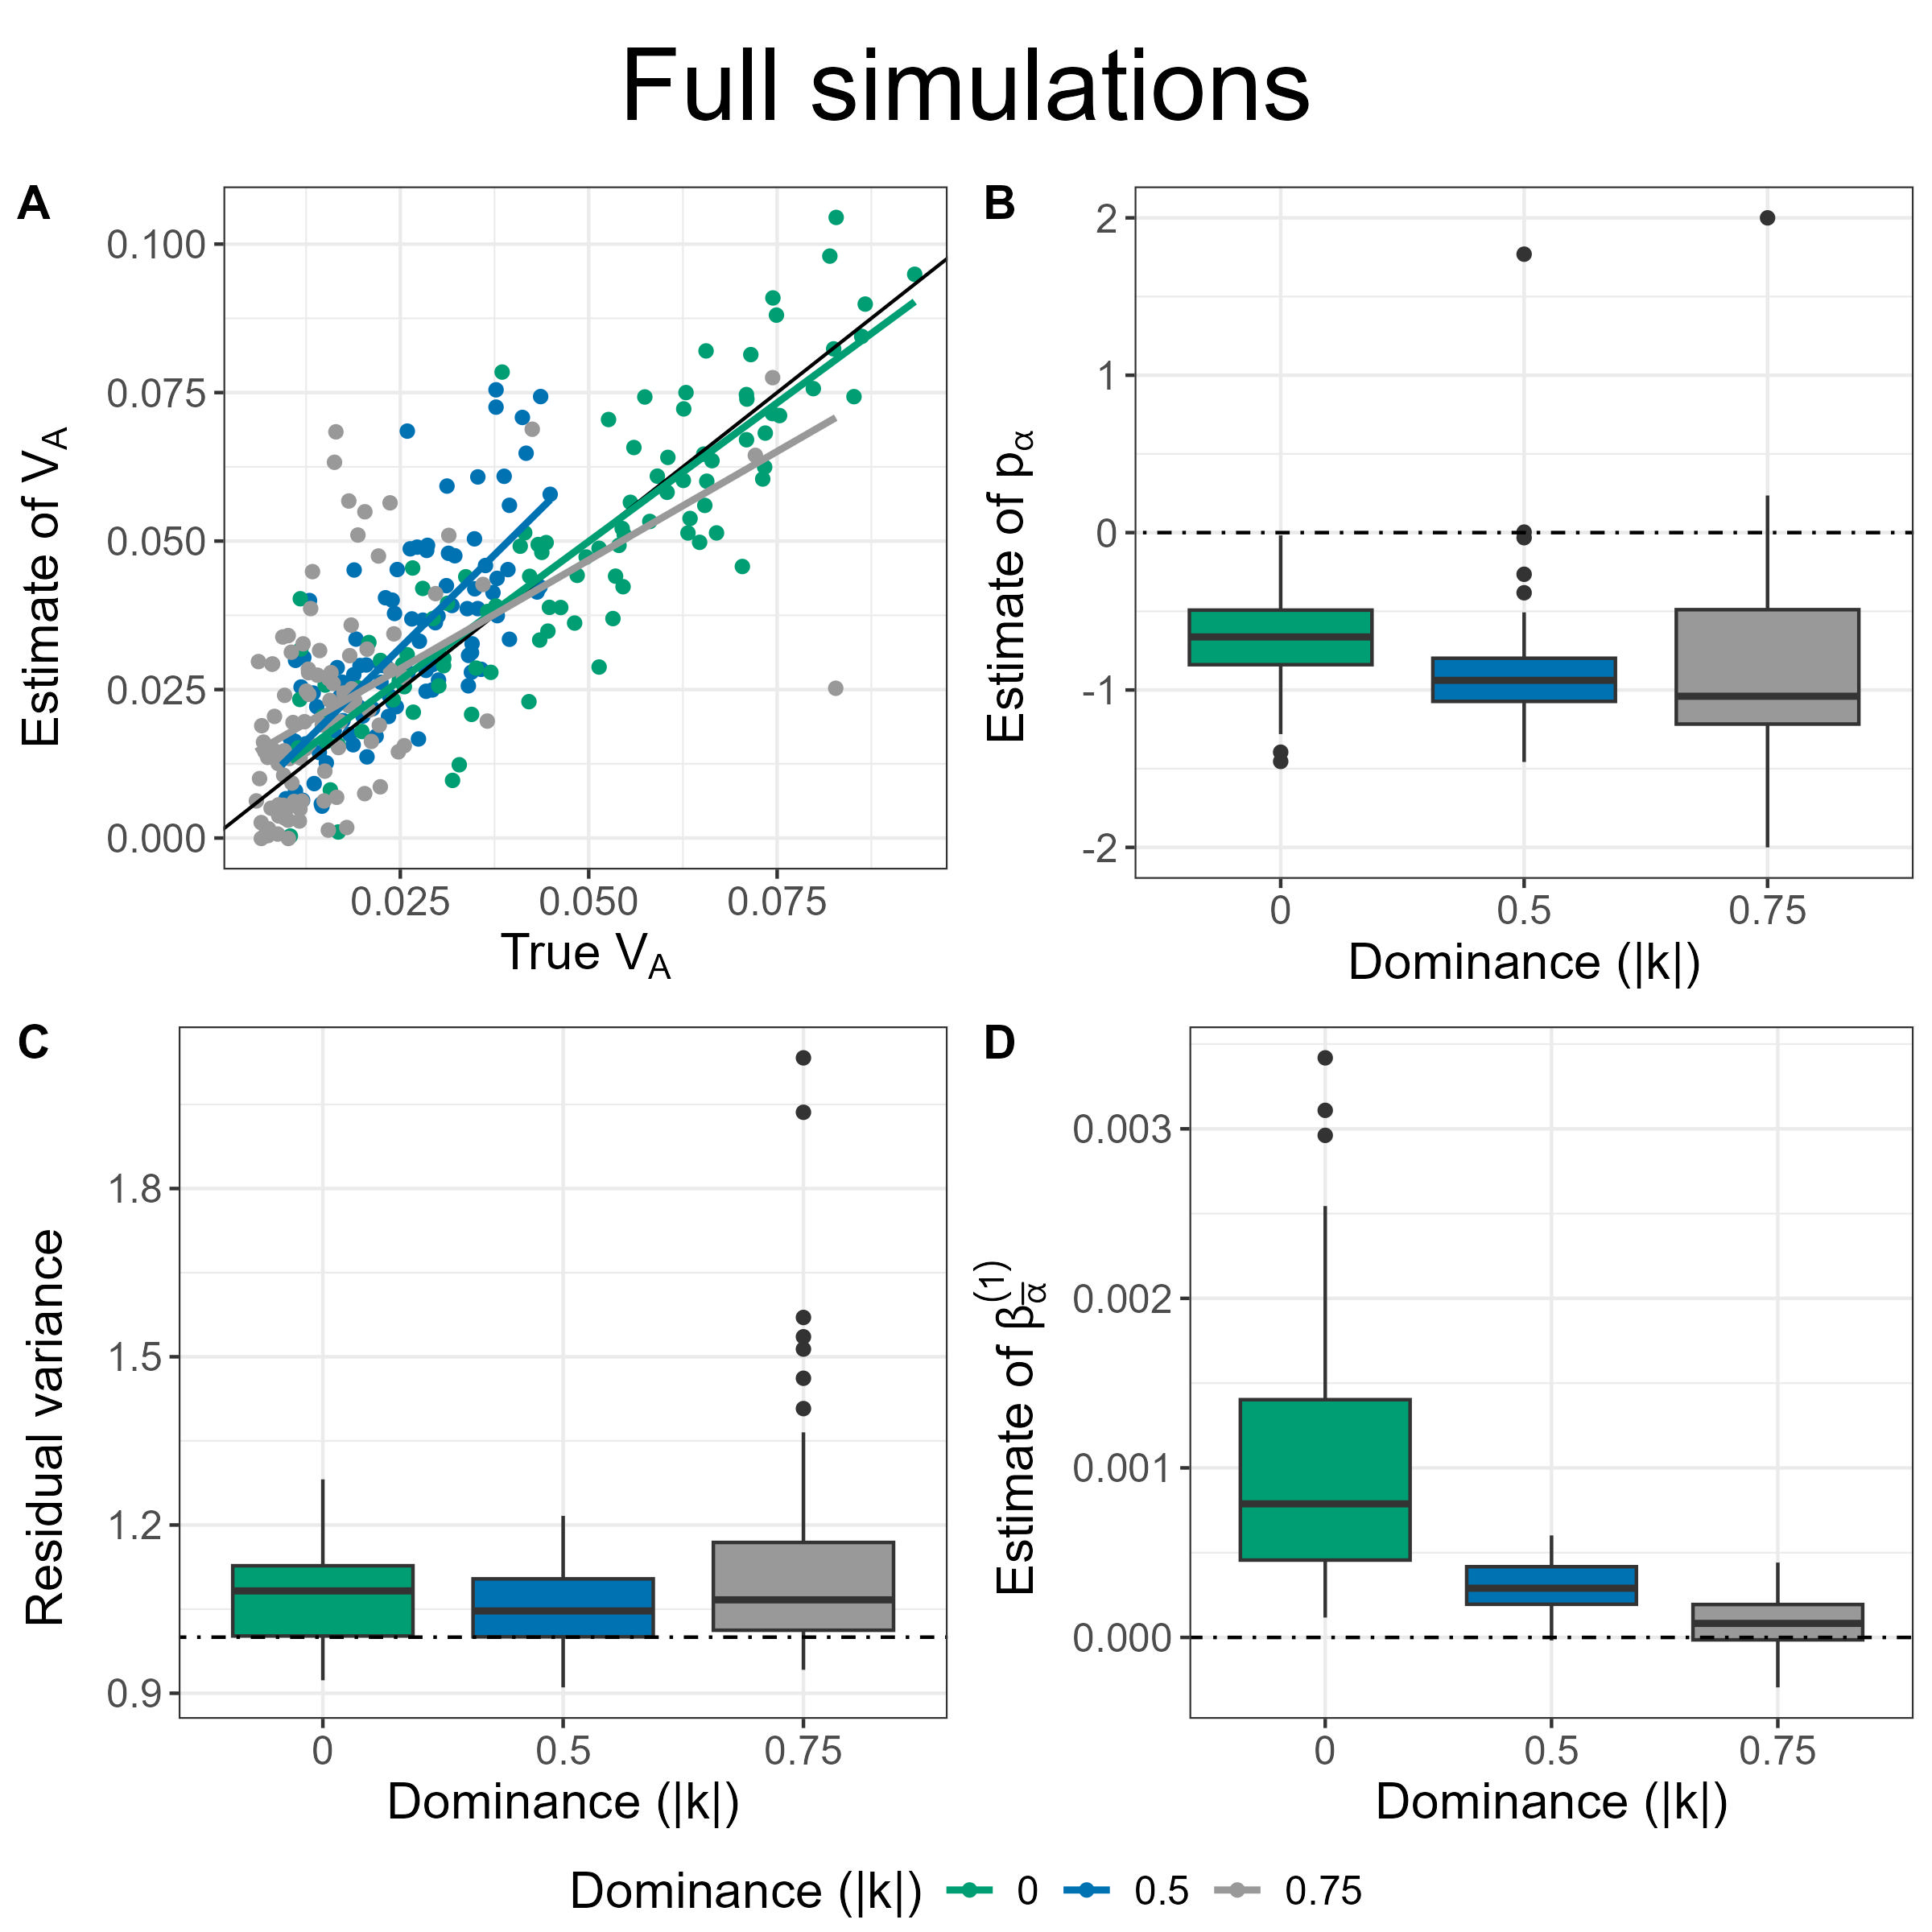 Full simulations
A
Estimate of V_A
0.100
0.075
0.050
0.025
0.000
0.025 0.050 0.075
True V_A
B
Estimate of p_α
2
1
0
-1
-2
0 0.5 0.75
Dominance (|k|)
C
Residual variance
1.8
1.5
1.2
0.9
0 0.5 0.75
Dominance (|k|)
D
Estimate of β_α̅^(1)
0.003
0.002
0.001
0.000
0 0.5 0.75
Dominance (|k|)
Dominance (|k|) 0 0.5 0.75